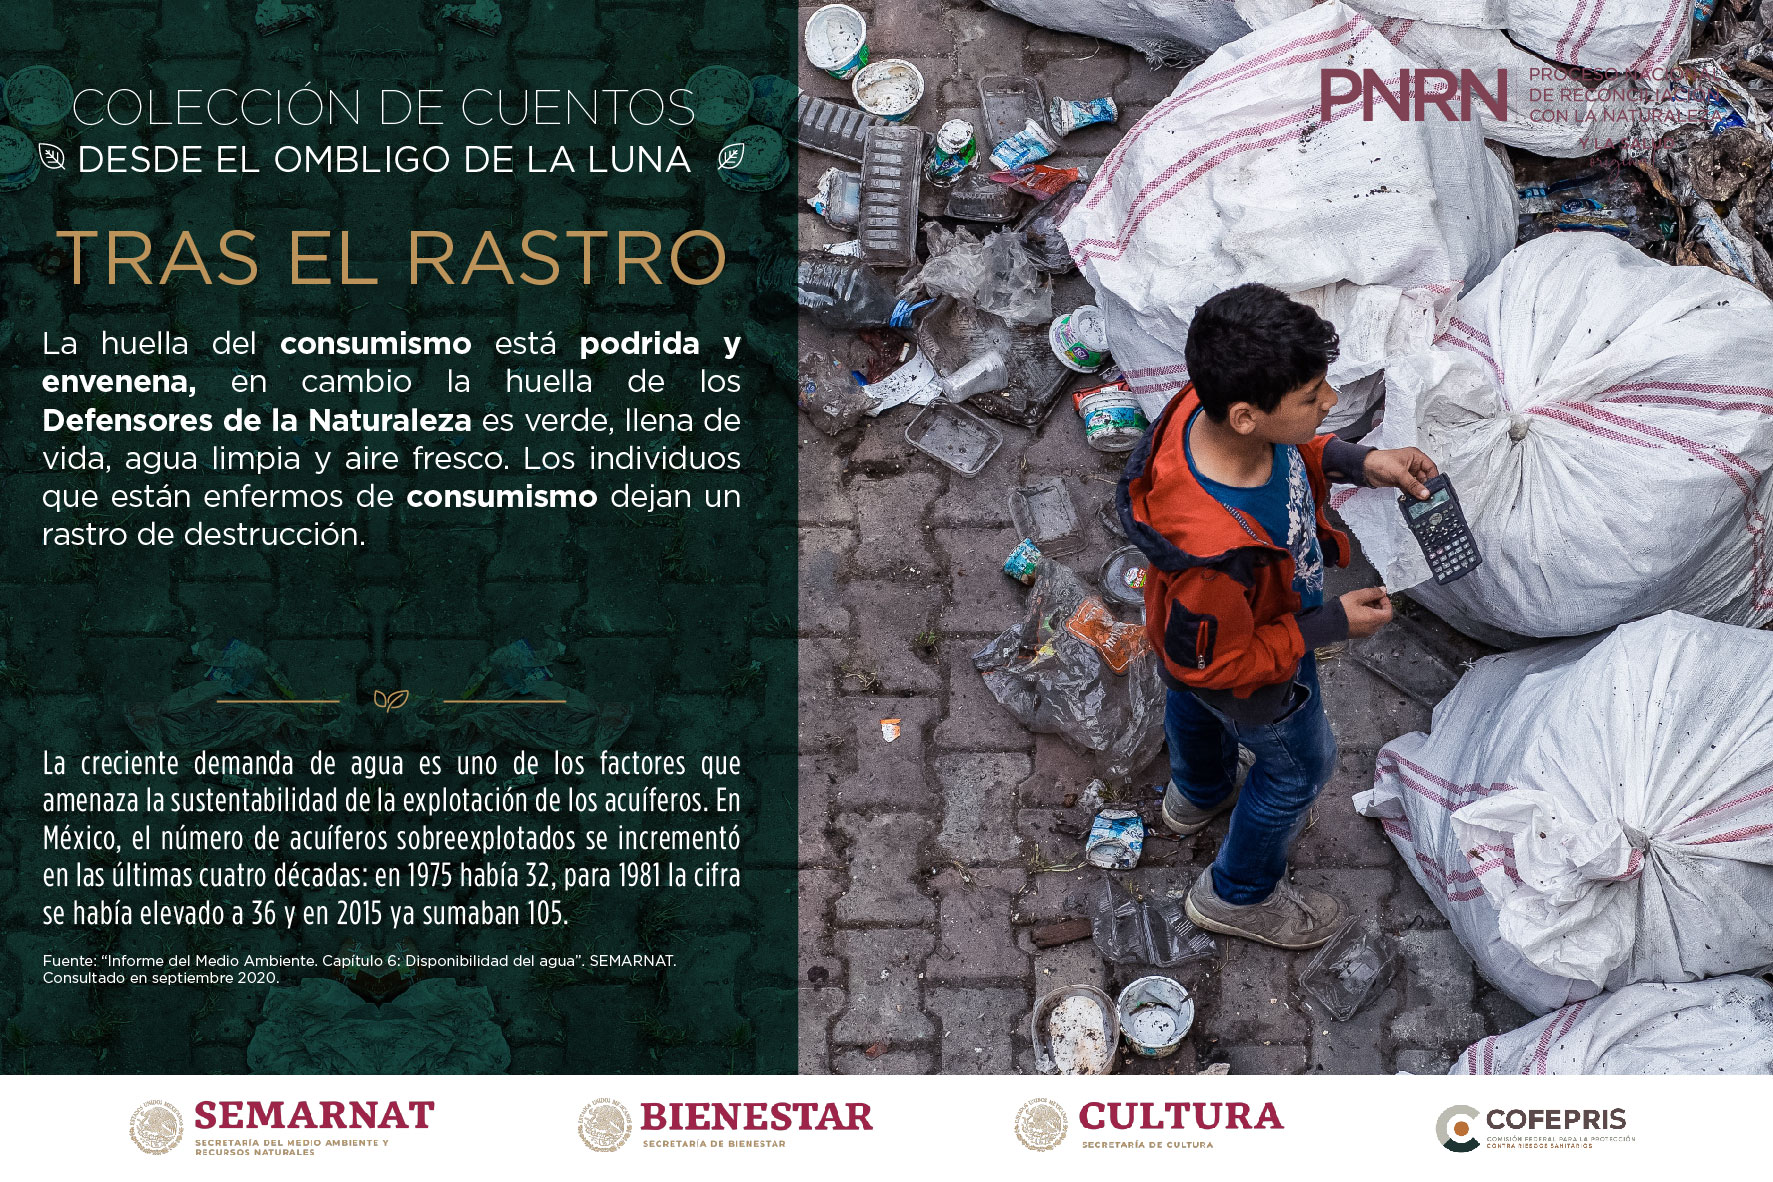 COLECCIÓN DE CUENTOS
DESDE EL OMBLIGO DE LA LUNA
TRAS EL RASTRO
La huella del consumismo está podrida y
envenena, en cambio la huella de los
Defensores de la Naturaleza es verde, llena de
vida, agua limpia y aire fresco. Los individuos
que están enfermos de consumismo dejan un
rastro de destrucción.
La creciente demanda de agua es uno de los factores que
amenaza la sustentabilidad de la explotación de los acuíferos. En
México, el número de acuíferos sobreexplotados se incrementó
en las últimas cuatro décadas: en 1975 había 32, para 1981 la cifra
se había elevado a 36 y en 2015 ya sumaban 105.
Fuente: “Informe del Medio Ambiente. Capítulo 6: Disponibilidad del agua”. SEMARNAT.
Consultado en septiembre 2020.
PNRN
PROCESO NACIONAL
DE RECONCILIACIÓN
CON LA NATURALEZA
SEMARNAT
SECRETARÍA DEL MEDIO AMBIENTE Y
RECURSOS NATURALES
BIENESTAR
SECRETARÍA DE BIENESTAR
CULTURA
SECRETARÍA DE CULTURA
COFEPRIS
COMISIÓN FEDERAL PARA LA PROTECCIÓN
CONTRA RIESGOS SANITARIOS